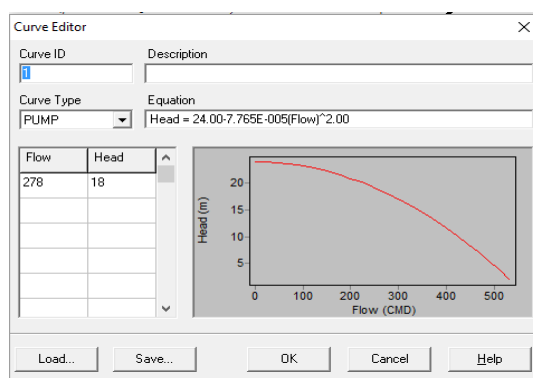 Curve Editor
Curve ID Description
1
Curve Type Equation
PUMP Head = 24.00-7.765E-005(Flow)^2.00
Flow Head
278 18
Head (m)
20
15
10
5
0 100 200 300 400 500
Flow (CMD)
Load... Save... OK Cancel Help